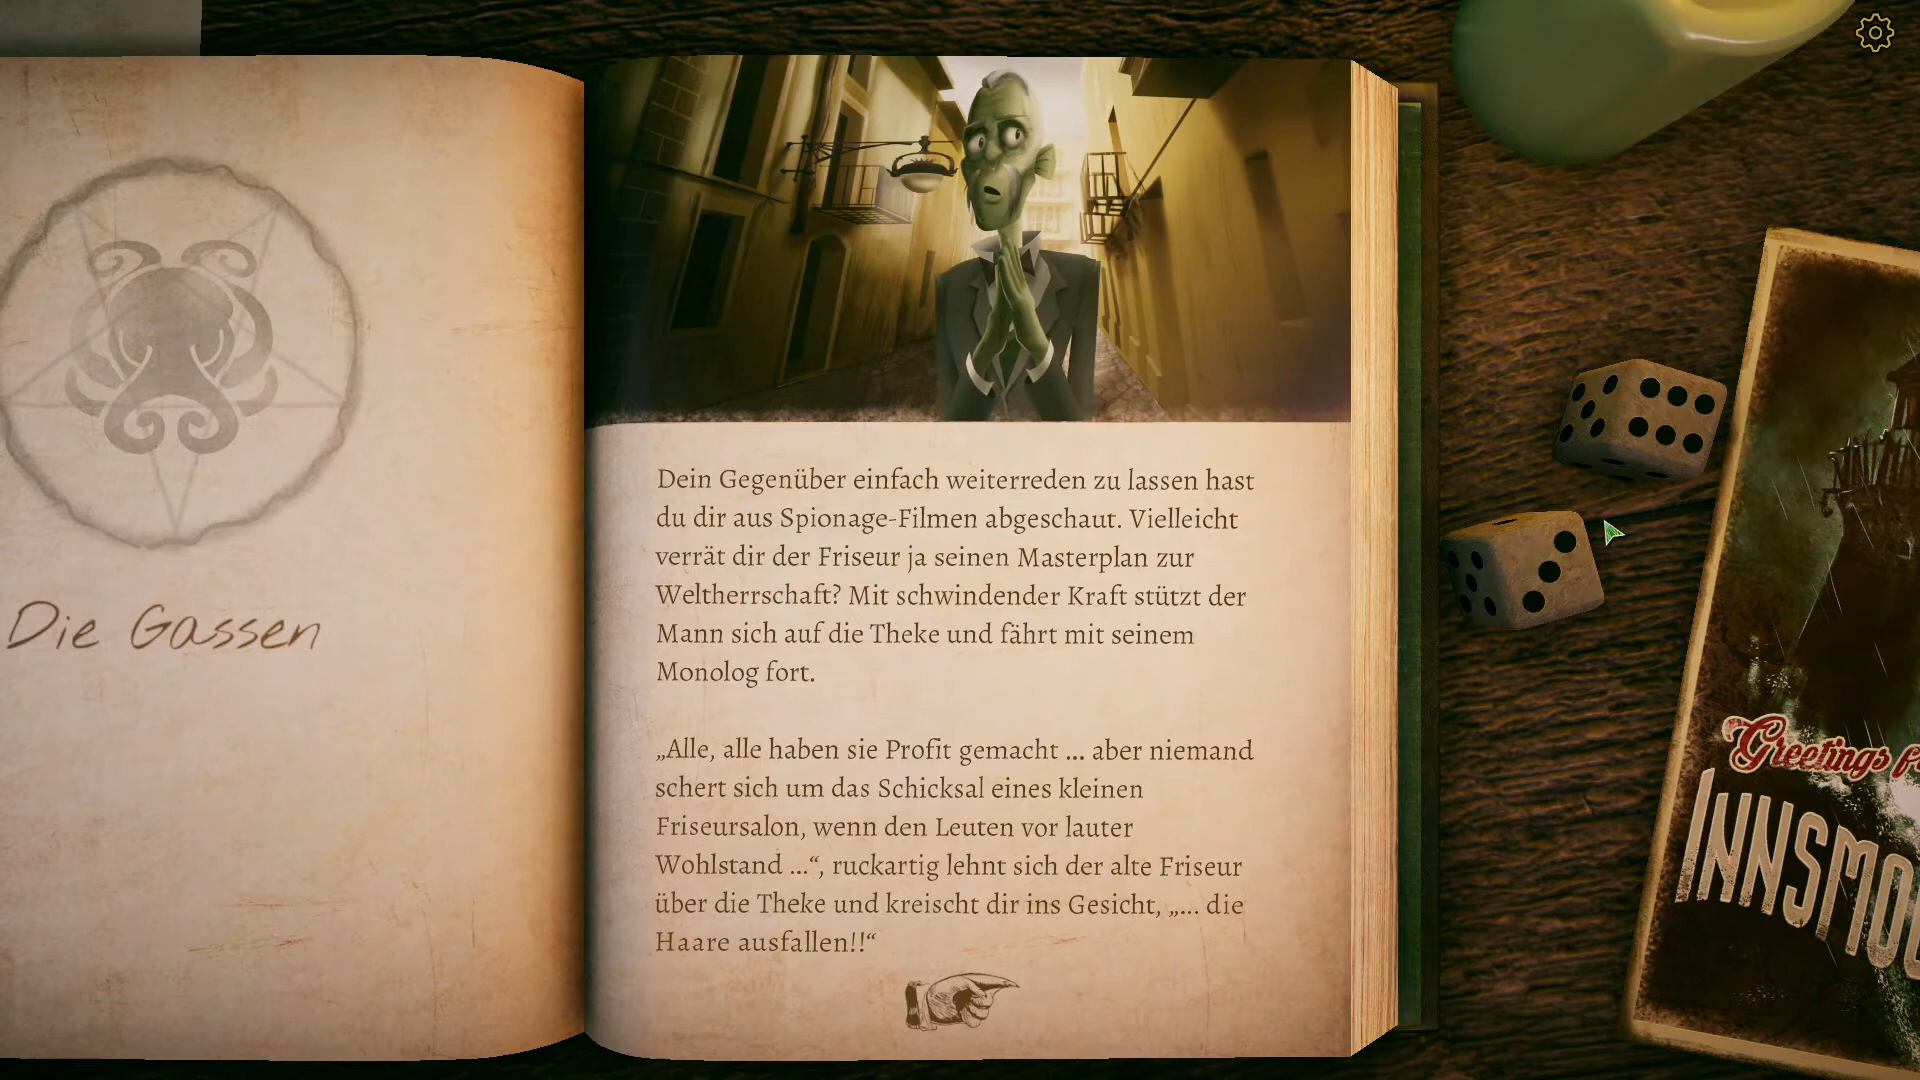 Die Gassen
Dein Gegenüber einfach weiterreden zu lassen hast
du dir aus Spionage-Filmen abgeschaut. Vielleicht
verrät dir der Friseur ja seinen Masterplan zur
Weltherrschaft? Mit schwindender Kraft stützt der
Mann sich auf die Theke und fährt mit seinem
Monolog fort.
„Alle, alle haben sie Profit gemacht ... aber niemand
schert sich um das Schicksal eines kleinen
Friseursalon, wenn den Leuten vor lauter
Wohlstand ...“, ruckartig lehnt sich der alte Friseur
über die Theke und kreischt dir ins Gesicht, „... die
Haare ausfallen!!“
Greetings